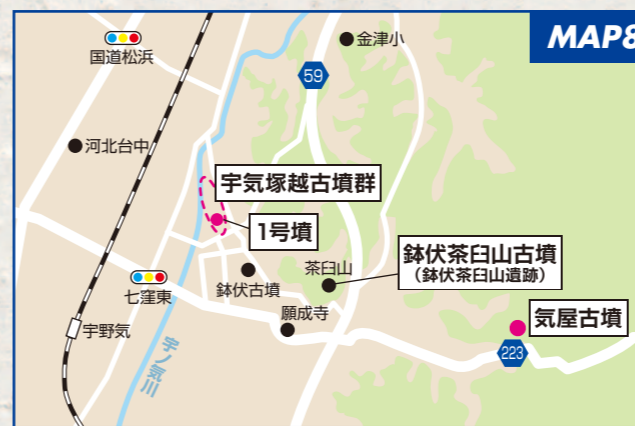 MAP8
国道松浜
金津小
59
河北台中
宇気塚越古墳群
1号墳
鉢伏茶臼山古墳
(鉢伏茶臼山遺跡)
茶臼山
鉢伏古墳
七窪東
願成寺
気屋古墳
宇野気
宇ノ気川
223